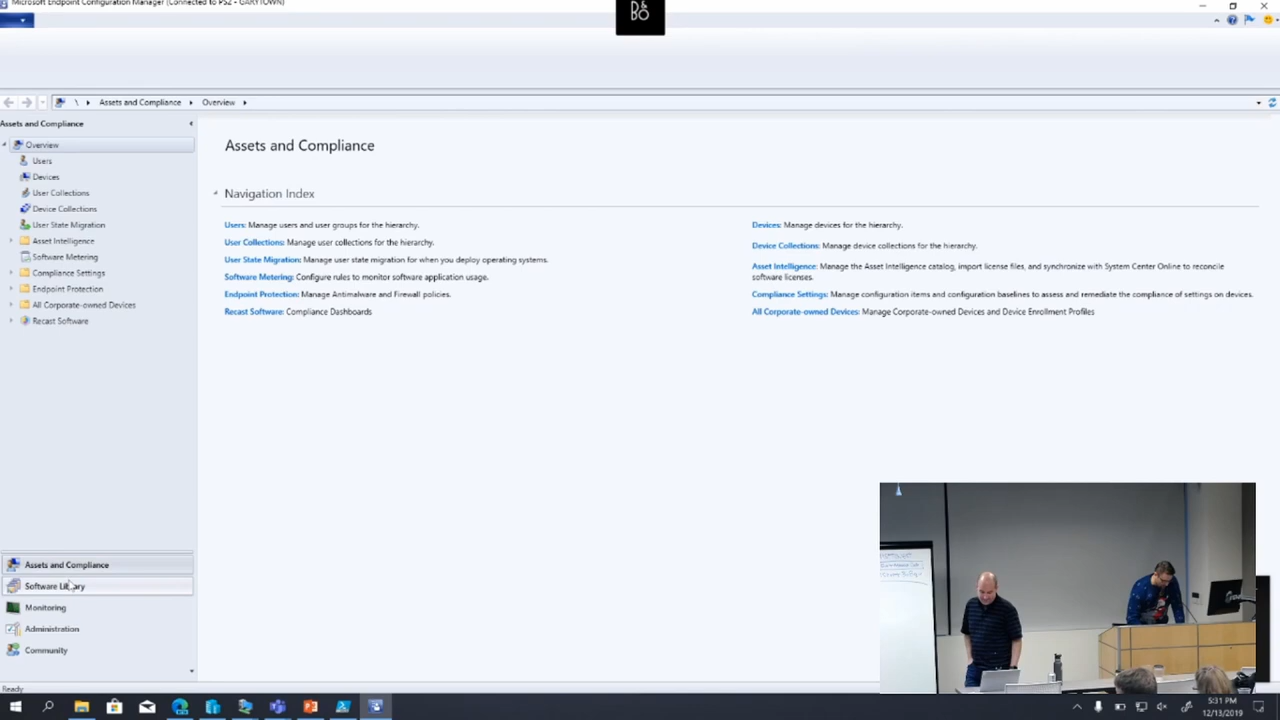 Microsoft Endpoint Configuration Manager (Connected to PS2 - GARYTOWN)
B&O
\ Assets and Compliance Overview
Assets and Compliance
Overview
Users
Devices
User Collections
Device Collections
User State Migration
Asset Intelligence
Software Metering
Compliance Settings
Endpoint Protection
All Corporate-owned Devices
Recast Software
Assets and Compliance
Software Library
Monitoring
Administration
Community
Ready
Assets and Compliance
Navigation Index
Users: Manage users and user groups for the hierarchy.
User Collections: Manage user collections for the hierarchy.
User State Migration: Manage user state migration for when you deploy operating systems.
Software Metering: Configure rules to monitor software application usage.
Endpoint Protection: Manage Antimalware and Firewall policies.
Recast Software: Compliance Dashboards
Devices: Manage devices for the hierarchy.
Device Collections: Manage device collections for the hierarchy.
Asset Intelligence: Manage the Asset Intelligence catalog, import license files, and synchronize with System Center Online to reconcile
software licenses.
Compliance Settings: Manage configuration items and configuration baselines to assess and remediate the compliance of settings on devices.
All Corporate-owned Devices: Manage Corporate-owned Devices and Device Enrollment Profiles
5:31 PM
12/13/2019